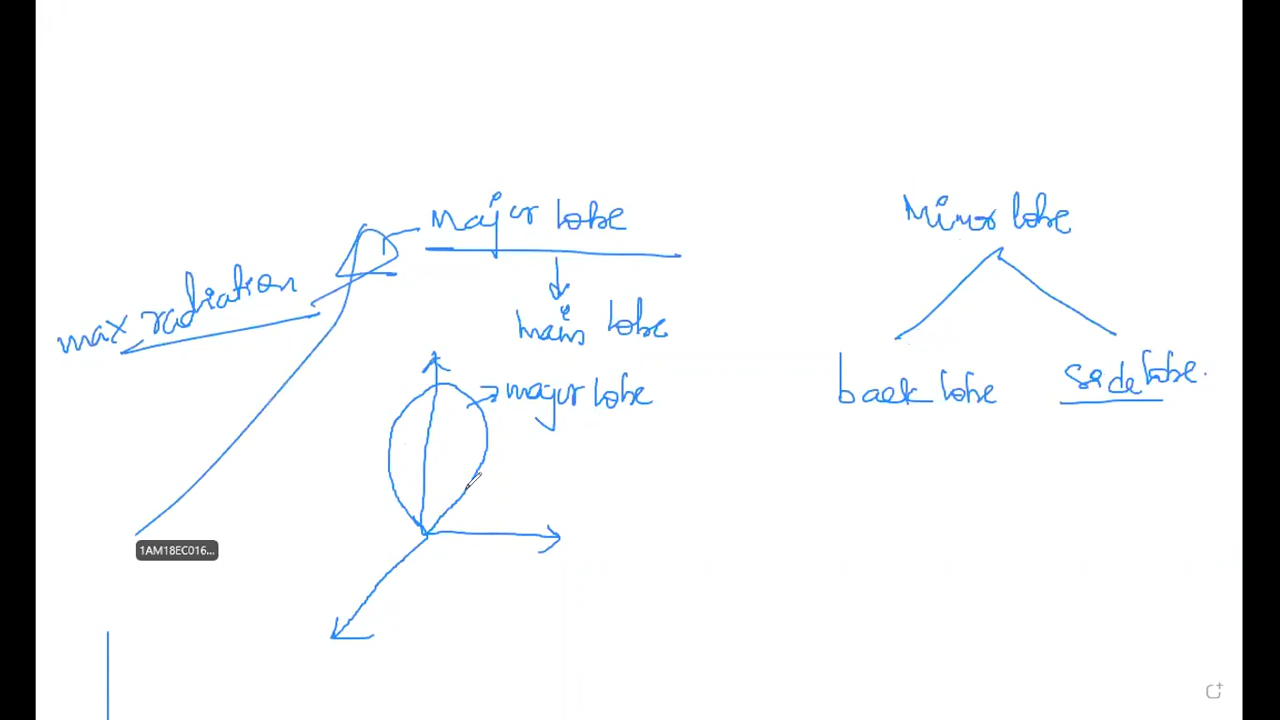 major lobe
max radiation
main lobe
major lobe
Minor lobe
back lobe
side lobe.
1AM18EC016...